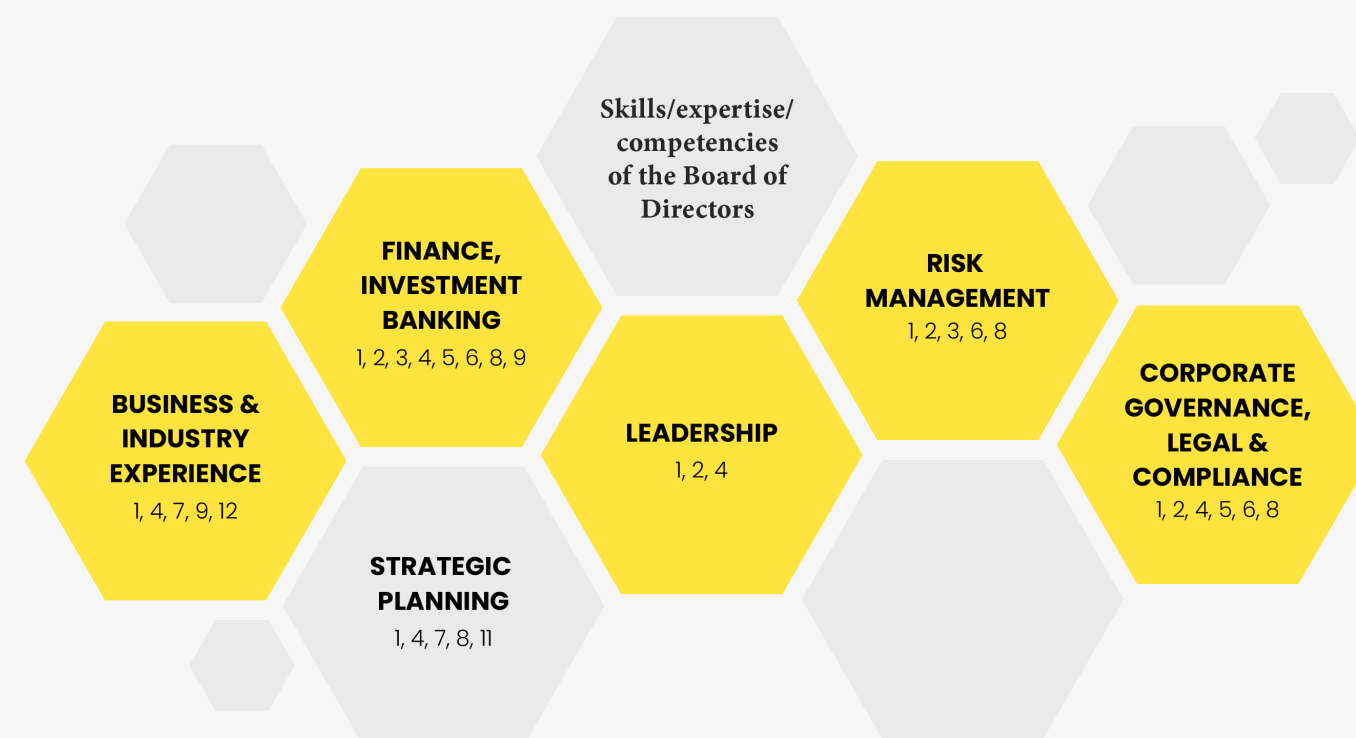 Skills/expertise/
competencies
of the Board of
Directors
FINANCE,
INVESTMENT
BANKING
1, 2, 3, 4, 5, 6, 8, 9
RISK
MANAGEMENT
1, 2, 3, 6, 8
BUSINESS &
INDUSTRY
EXPERIENCE
1, 4, 7, 9, 12
LEADERSHIP
1, 2, 4
CORPORATE
GOVERNANCE,
LEGAL &
COMPLIANCE
1, 2, 4, 5, 6, 8
STRATEGIC
PLANNING
1, 4, 7, 8, 11